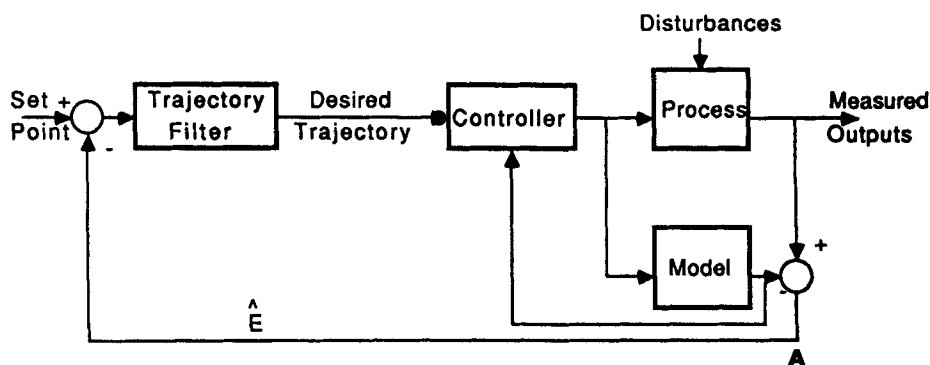 Disturbances
Set +
Point
-
Trajectory
Filter
Desired
Trajectory
Controller
Process
Measured
Outputs
+
Model
-
^
E
A